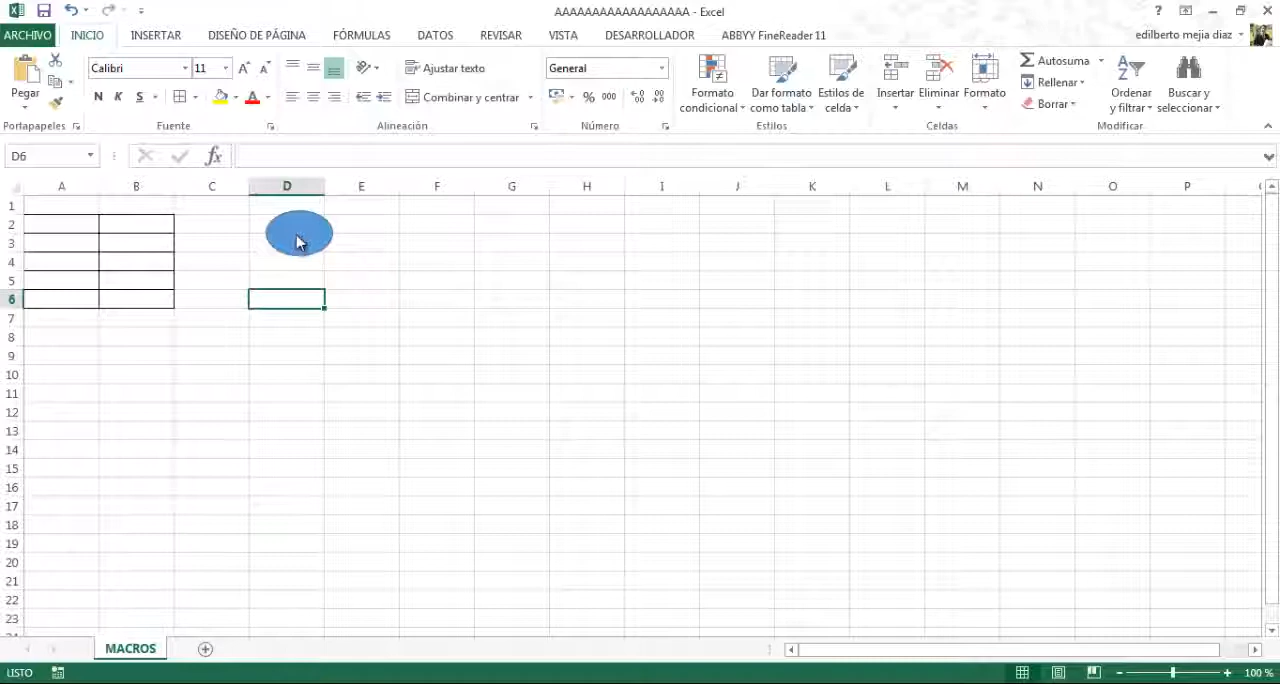 AAAAAAAAAAAAAAAAAA - Excel
ARCHIVO INICIO INSERTAR DISEÑO DE PÁGINA FÓRMULAS DATOS REVISAR VISTA DESARROLLADOR ABBYY FineReader 11 edilberto mejia diaz
Pegar
Calibri 11
N K S
Ajustar texto
Combinar y centrar
General
% 000
Formato condicional
Dar formato como tabla
Estilos de celda
Insertar Eliminar Formato
Autosuma
Rellenar
Borrar
Ordenar y filtrar
Buscar y seleccionar
Portapapeles Fuente Alineación Número Estilos Celdas Modificar
D6 fx
A B C D E F G H I J K L M N O P
1
2
3
4
5
6
7
8
9
10
11
12
13
14
15
16
17
18
19
20
21
22
23
MACROS
LISTO 100 %